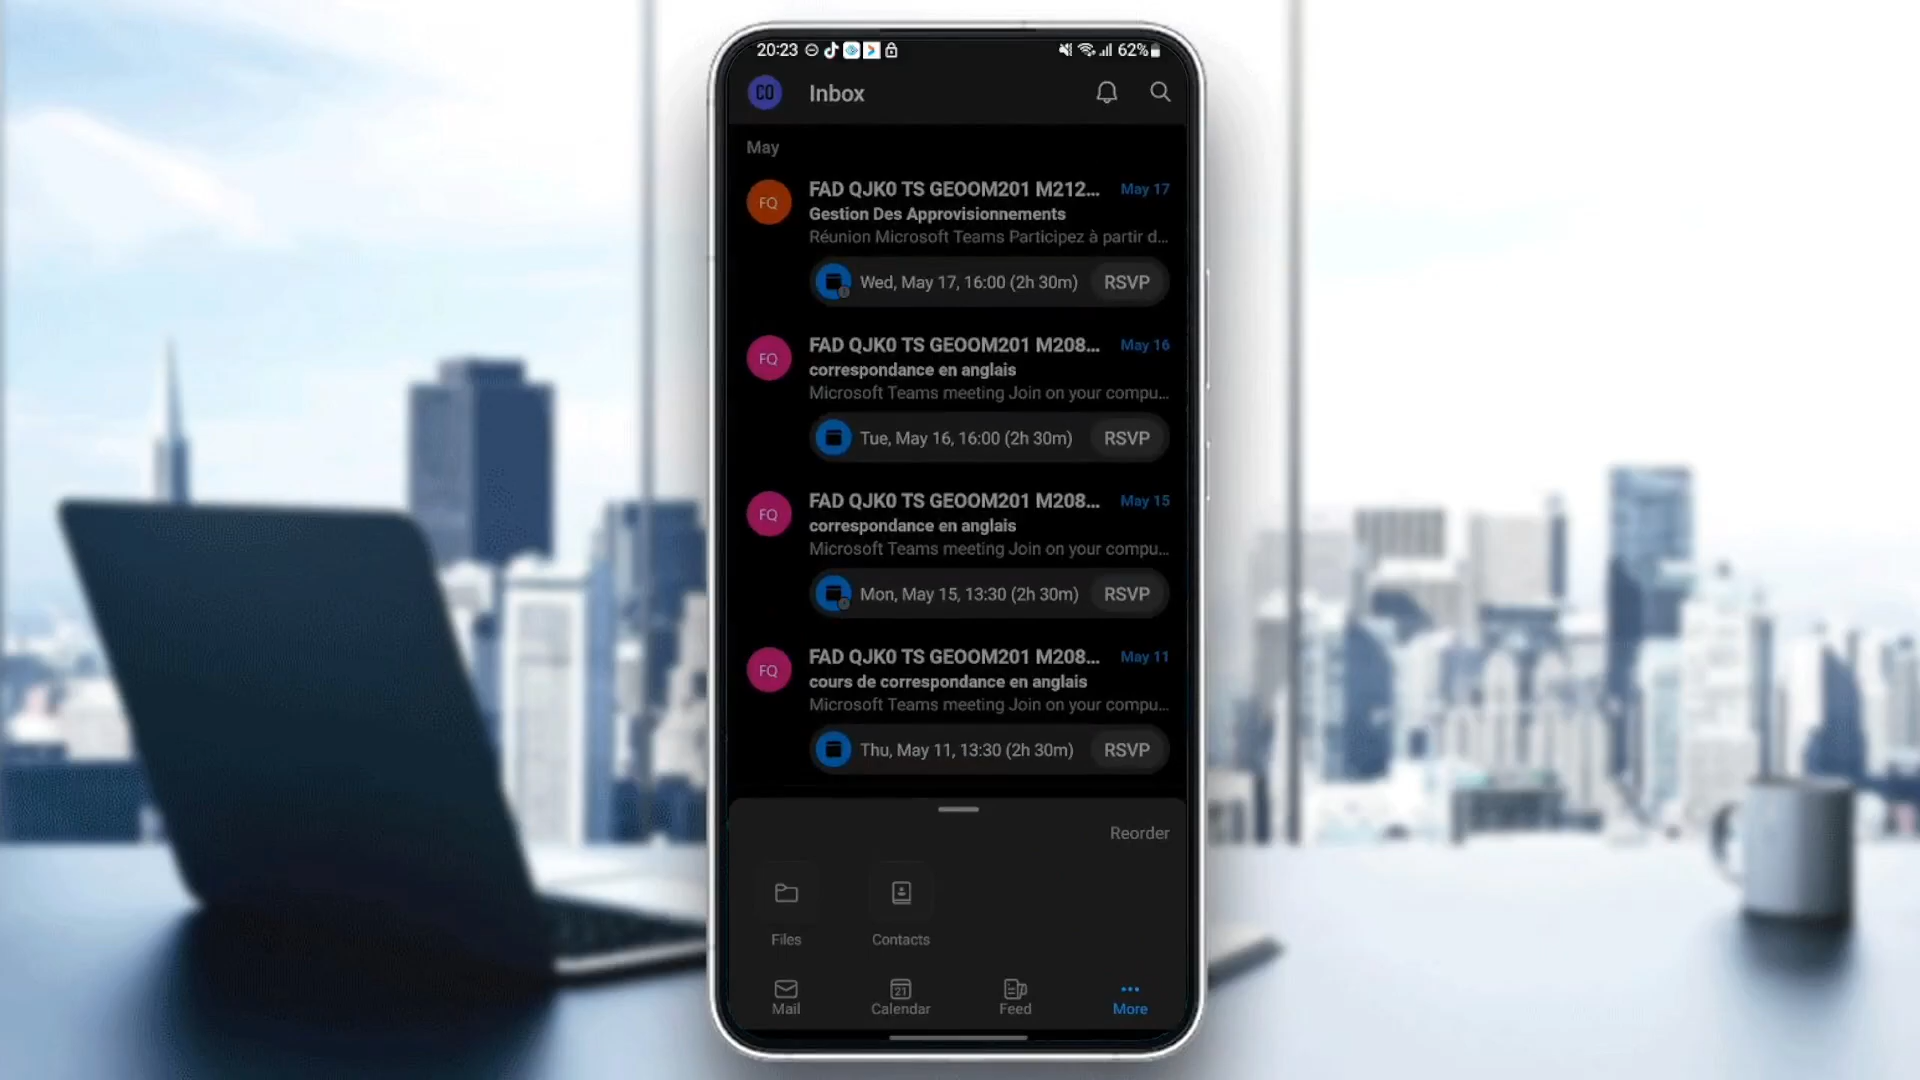 20:23 62%
CO Inbox
May
FQ FAD QJK0 TS GEOOM201 M212... May 17
Gestion Des Approvisionnements
Réunion Microsoft Teams Participez à partir d...
Wed, May 17, 16:00 (2h 30m) RSVP
FQ FAD QJK0 TS GEOOM201 M208... May 16
correspondance en anglais
Microsoft Teams meeting Join on your compu...
Tue, May 16, 16:00 (2h 30m) RSVP
FQ FAD QJK0 TS GEOOM201 M208... May 15
correspondance en anglais
Microsoft Teams meeting Join on your compu...
Mon, May 15, 13:30 (2h 30m) RSVP
FQ FAD QJK0 TS GEOOM201 M208... May 11
cours de correspondance en anglais
Microsoft Teams meeting Join on your compu...
Thu, May 11, 13:30 (2h 30m) RSVP
Reorder
Files Contacts
21
Mail Calendar Feed More